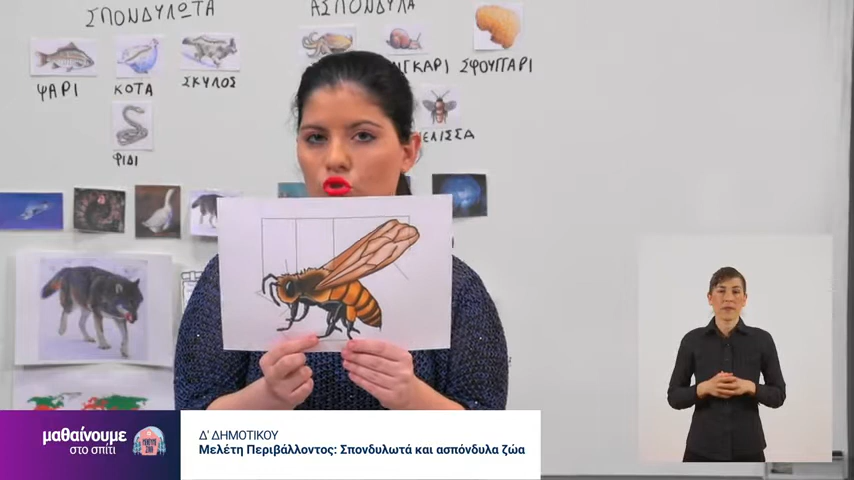 ΣΠΟΝΔΥΛΩΤΑ
ΑΣΠΟΝΔΥΛΑ
ΨΑΡΙ
ΚΟΤΑ
ΣΚΥΛΟΣ
ΣΦΟΥΓΓΑΡΙ
ΦΙΔΙ
μαθαίνουμε
στο σπίτι
Δ' ΔΗΜΟΤΙΚΟΥ
Μελέτη Περιβάλλοντος: Σπονδυλωτά και ασπόνδυλα ζώα